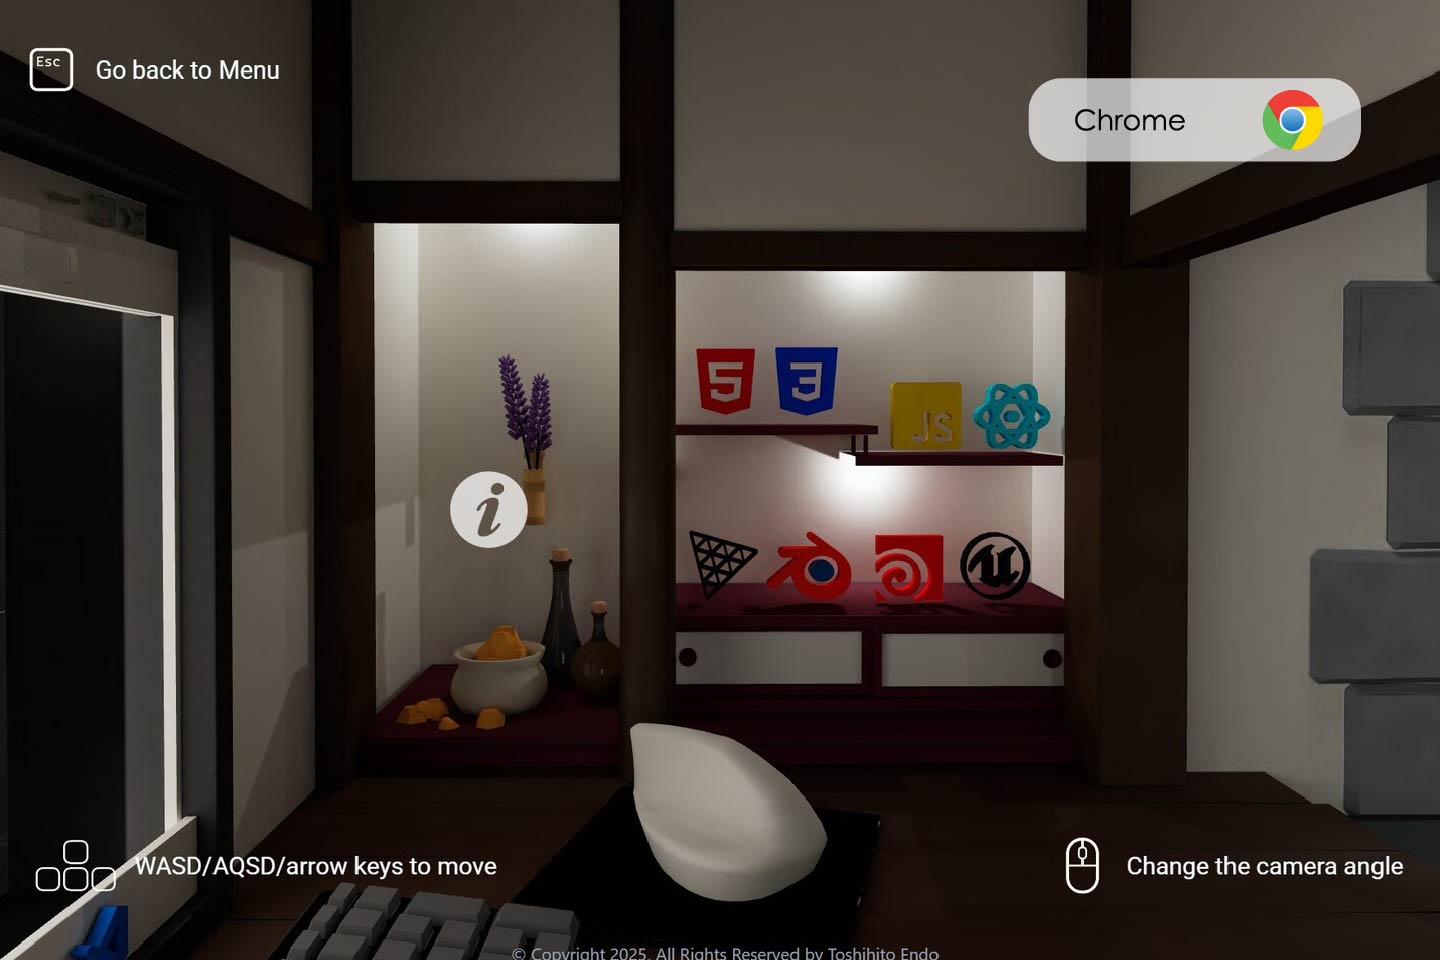 Esc
Go back to Menu
Chrome
5
3
JS
i
WASD/AQSD/arrow keys to move
Change the camera angle
© Copyright 2025. All Rights Reserved by Toshihito Endo